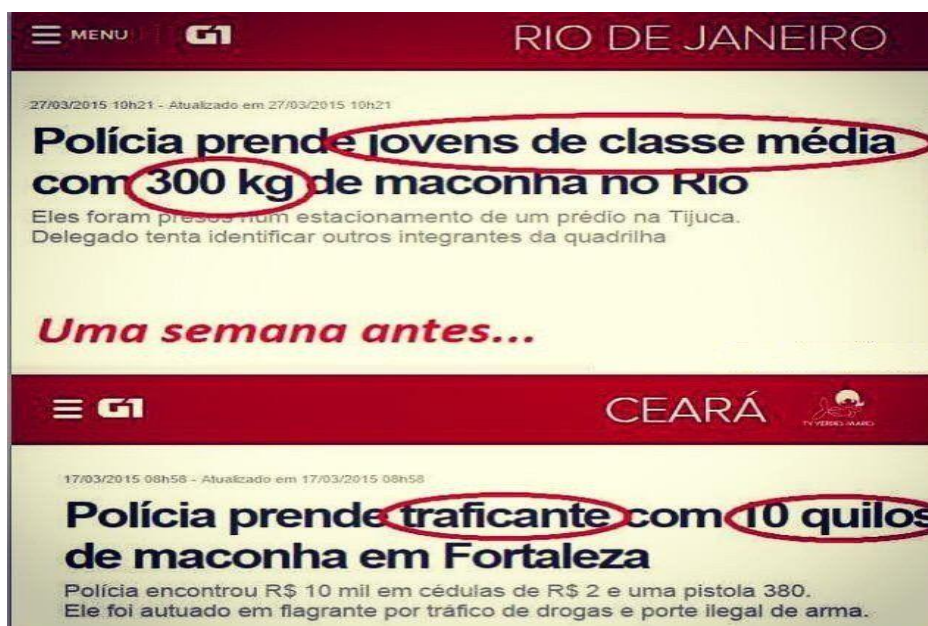 MENU G1 RIO DE JANEIRO
27/03/2015 10h21 - Atualizado em 27/03/2015 10h21
Polícia prende jovens de classe média
com 300 kg de maconha no Rio
Eles foram presos num estacionamento de um prédio na Tijuca.
Delegado tenta identificar outros integrantes da quadrilha
Uma semana antes...
G1 CEARÁ
TV VERDES MARES
17/03/2015 08h58 - Atualizado em 17/03/2015 08h58
Polícia prende traficante com 10 quilos
de maconha em Fortaleza
Polícia encontrou R$ 10 mil em cédulas de R$ 2 e uma pistola 380.
Ele foi autuado em flagrante por tráfico de drogas e porte ilegal de arma.